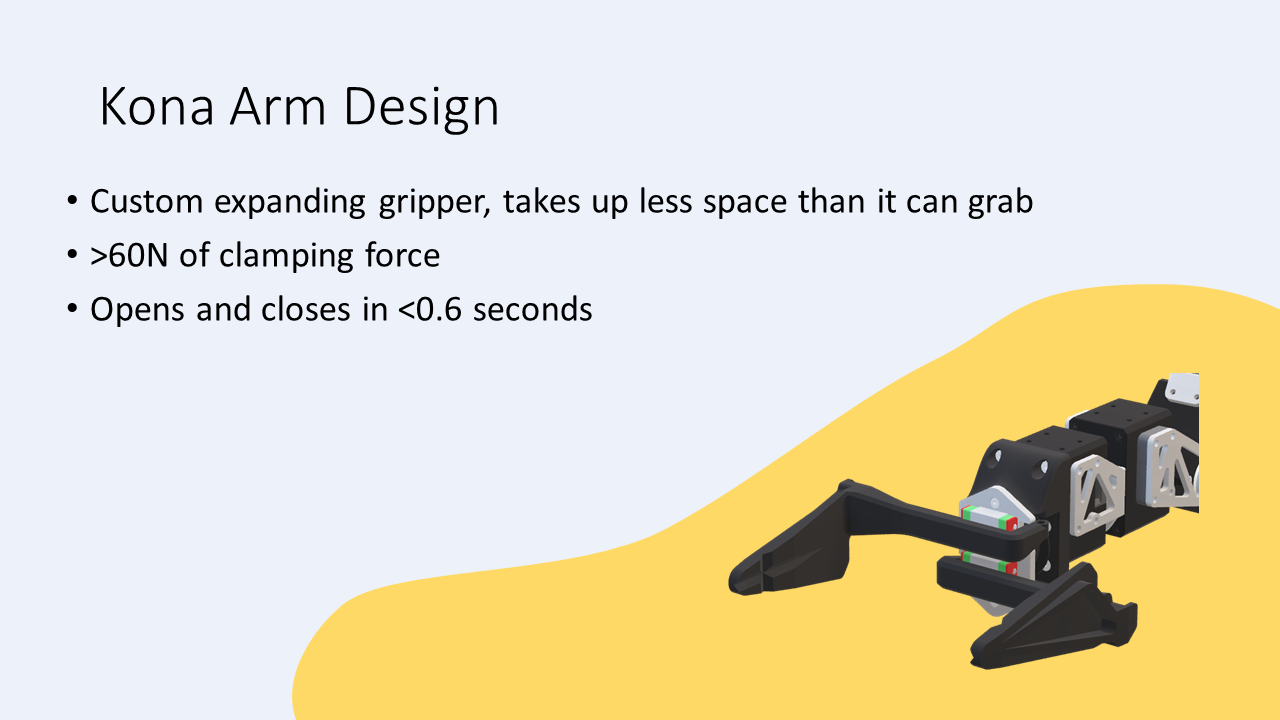 Kona Arm Design
• Custom expanding gripper, takes up less space than it can grab
• >60N of clamping force
• Opens and closes in <0.6 seconds